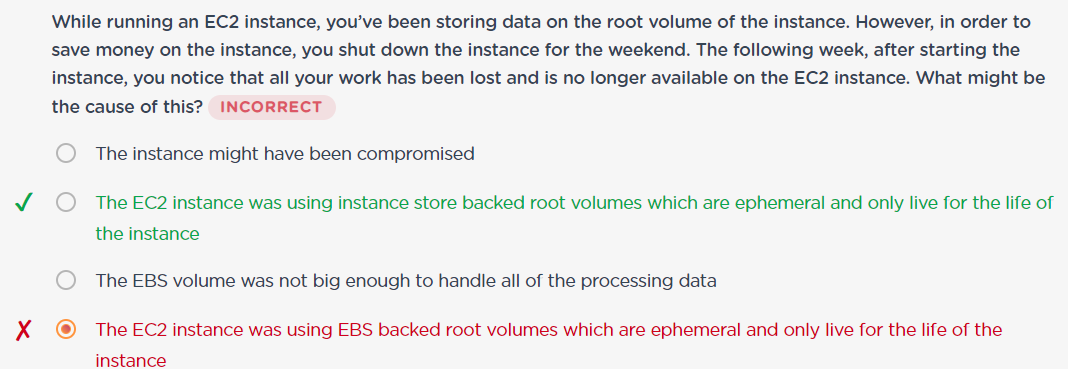 While running an EC2 instance, you’ve been storing data on the root volume of the instance. However, in order to
save money on the instance, you shut down the instance for the weekend. The following week, after starting the
instance, you notice that all your work has been lost and is no longer available on the EC2 instance. What might be
the cause of this? INCORRECT
The instance might have been compromised
The EC2 instance was using instance store backed root volumes which are ephemeral and only live for the life of
the instance
The EBS volume was not big enough to handle all of the processing data
The EC2 instance was using EBS backed root volumes which are ephemeral and only live for the life of the
instance